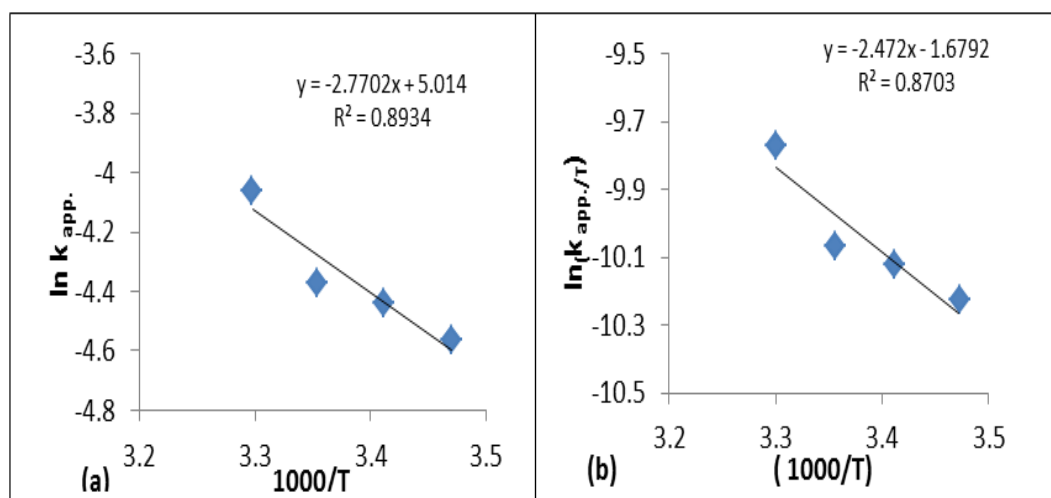 y = -2.7702x + 5.014
R² = 0.8934
-3.6
-3.8
-4
-4.2
-4.4
-4.6
-4.8
ln k app.
3.2 3.3 3.4 3.5
(a) 1000/T
y = -2.472x - 1.6792
R² = 0.8703
-9.5
-9.7
-9.9
-10.1
-10.3
-10.5
ln(k app./T)
3.2 3.3 3.4 3.5
(b) ( 1000/T)